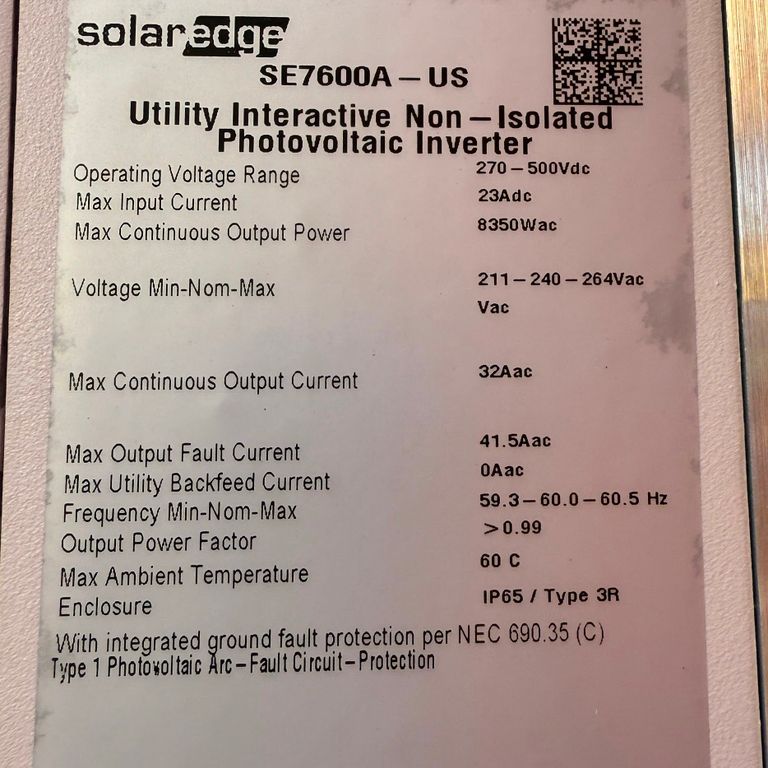 solaredge
SE7600A – US
Utility Interactive Non – Isolated
Photovoltaic Inverter
Operating Voltage Range 270 – 500Vdc
Max Input Current 23Adc
Max Continuous Output Power 8350Wac
Voltage Min-Nom-Max 211 – 240 – 264Vac
Vac
Max Continuous Output Current 32Aac
Max Output Fault Current 41.5Aac
Max Utility Backfeed Current 0Aac
Frequency Min-Nom-Max 59.3 – 60.0 – 60.5 Hz
Output Power Factor >0.99
Max Ambient Temperature 60 C
Enclosure IP65 / Type 3R
With integrated ground fault protection per NEC 690.35 (C)
Type 1 Photovoltaic Arc – Fault Circuit – Protection